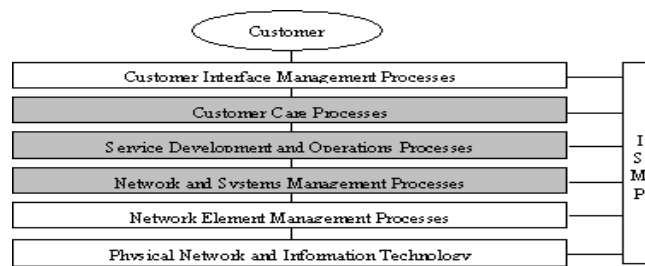 Customer
Customer Interface Management Processes
Customer Care Processes
Service Development and Operations Processes
Network and Systems Management Processes
Network Element Management Processes
Physical Network and Information Technology
I
S
M
P